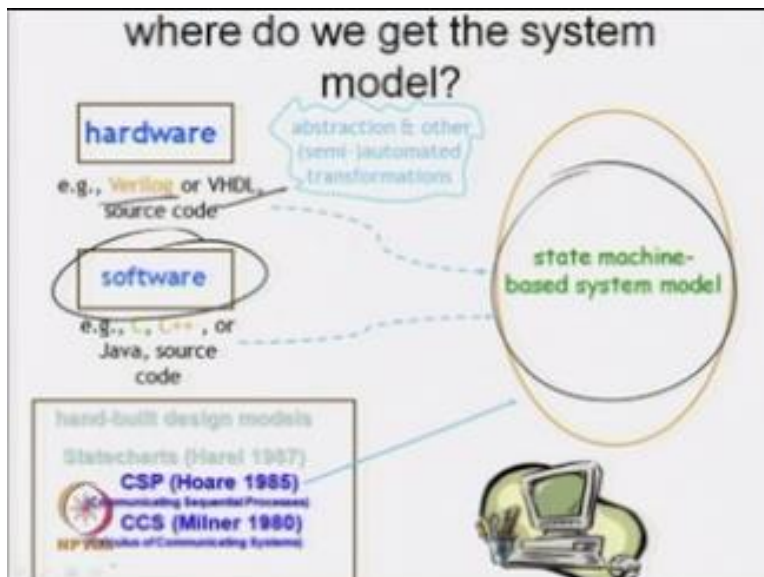 where do we get the system
model?
hardware
abstraction & other
(semi-)automated
transformations
e.g., Verilog or VHDL,
source code
state machine-
based system model
software
e.g., C, C++ , or
Java, source
code
hand-built design models
Statecharts (Harel 1987)
CSP (Hoare 1985)
(Communicating Sequential Processes)
CCS (Milner 1980)
of Communicating Systems)